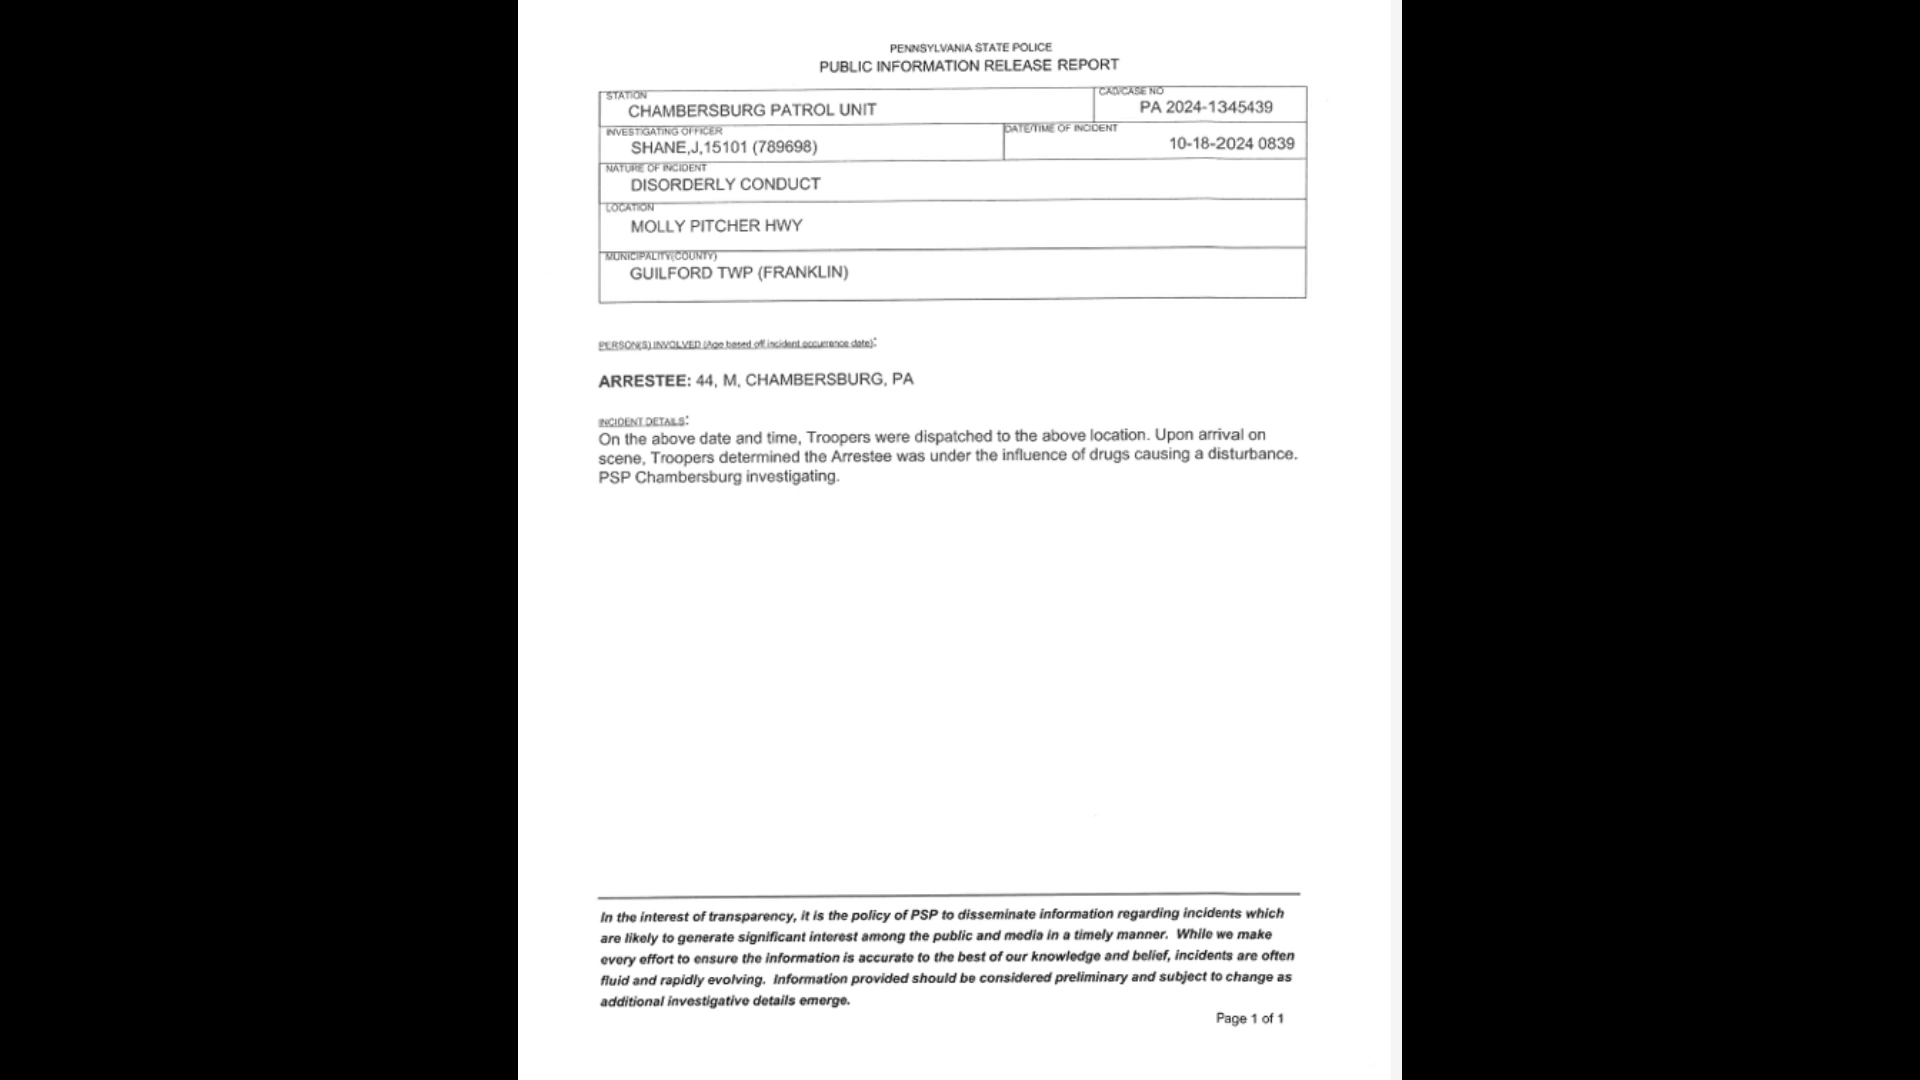 PENNSYLVANIA STATE POLICE
PUBLIC INFORMATION RELEASE REPORT
STATION
CHAMBERSBURG PATROL UNIT
CAD/CASE NO
PA 2024-1345439
INVESTIGATING OFFICER
SHANE,J,15101 (789698)
DATE/TIME OF INCIDENT
10-18-2024 0839
NATURE OF INCIDENT
DISORDERLY CONDUCT
LOCATION
MOLLY PITCHER HWY
MUNICIPALITY(COUNTY)
GUILFORD TWP (FRANKLIN)
PERSON(S) INVOLVED (Age based off incident occurrence date):
ARRESTEE: 44, M, CHAMBERSBURG, PA
INCIDENT DETAILS:
On the above date and time, Troopers were dispatched to the above location. Upon arrival on
scene, Troopers determined the Arrestee was under the influence of drugs causing a disturbance.
PSP Chambersburg investigating.
In the interest of transparency, it is the policy of PSP to disseminate information regarding incidents which
are likely to generate significant interest among the public and media in a timely manner. While we make
every effort to ensure the information is accurate to the best of our knowledge and belief, incidents are often
fluid and rapidly evolving. Information provided should be considered preliminary and subject to change as
additional investigative details emerge.
Page 1 of 1